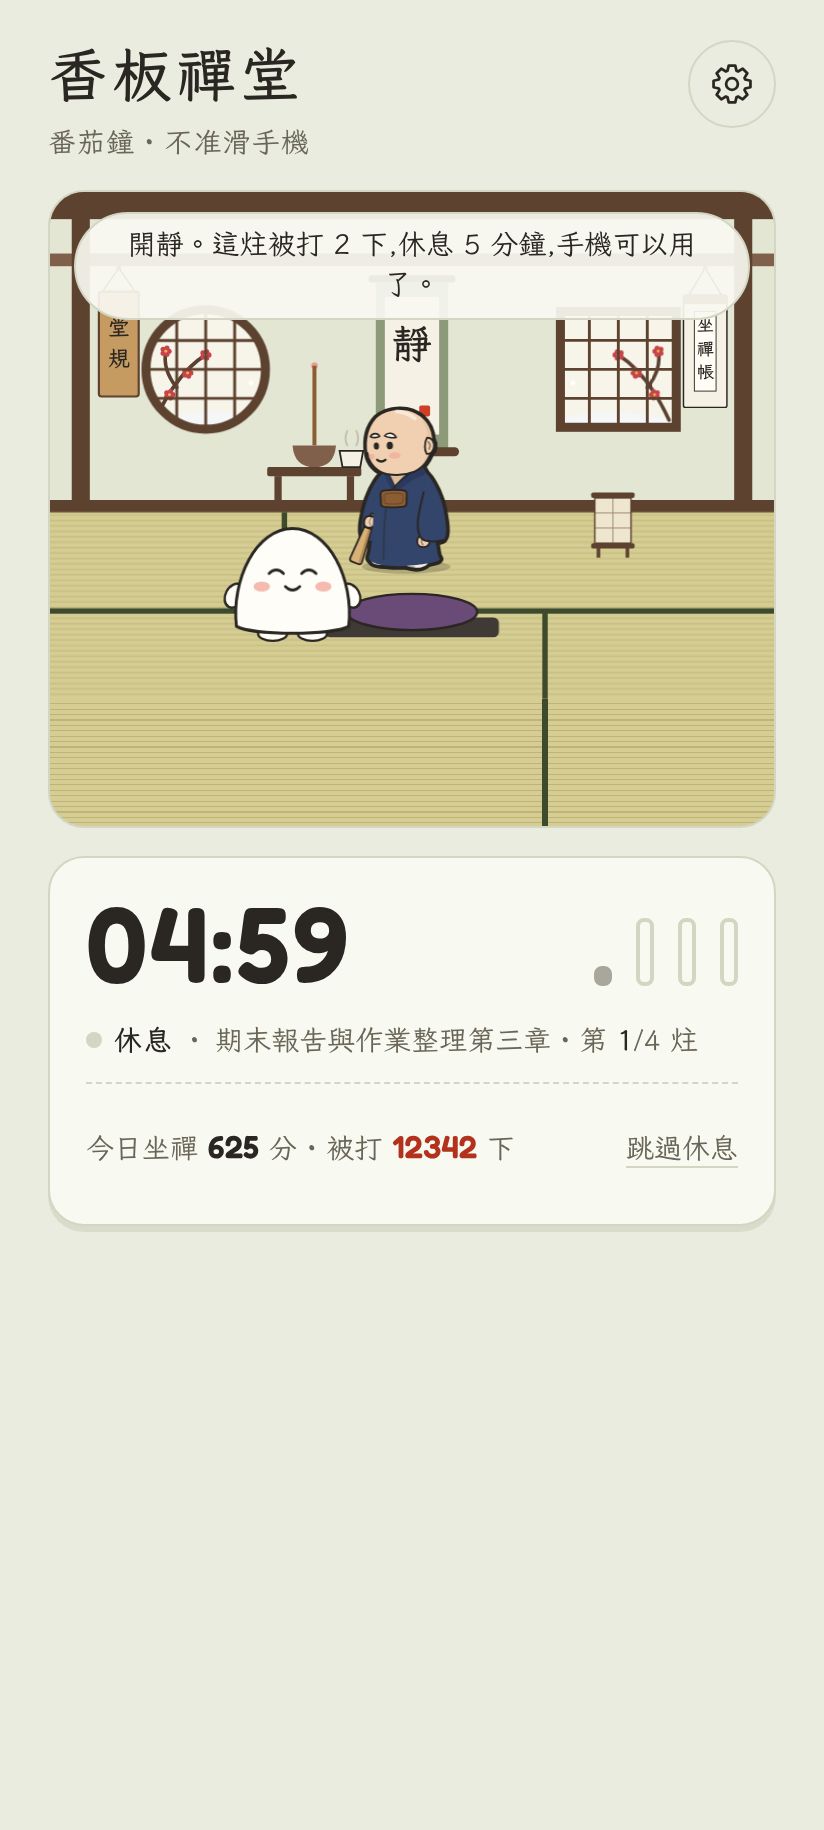 香板禪堂
番茄鐘・不准滑手機
開靜。這炷被打 2 下,休息 5 分鐘,手機可以用
了。
堂規
靜
坐禪帳
04:59
休息 ・ 期末報告與作業整理第三章・第 1/4 炷
今日坐禪 625 分・被打 12342 下
跳過休息